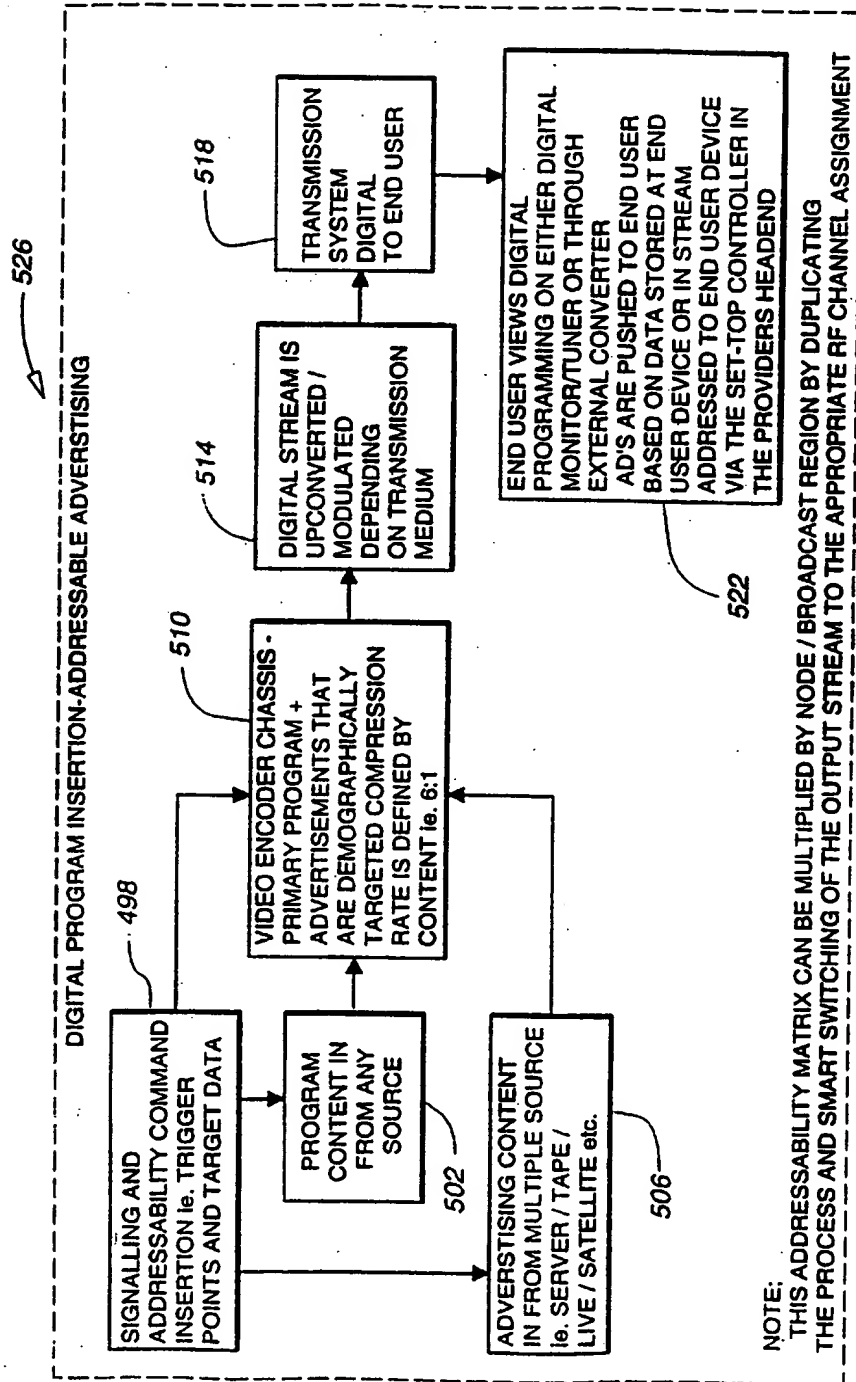 DIGITAL PROGRAM INSERTION-ADDRESSABLE ADVERSTISING
526
SIGNALLING AND
ADDRESSABILITY COMMAND
INSERTION ie. TRIGGER
POINTS AND TARGET DATA
498
PROGRAM
CONTENT IN
FROM ANY
SOURCE
502
ADVERSTISING CONTENT
IN FROM MULTIPLE SOURCE
ie. SERVER / TAPE /
LIVE / SATELLITE etc.
506
VIDEO ENCODER CHASSIS -
PRIMARY PROGRAM +
ADVERTISEMENTS THAT
ARE DEMOGRAPHICALLY
TARGETED COMPRESSION
RATE IS DEFINED BY
CONTENT ie. 6:1
510
DIGITAL STREAM IS
UPCONVERTED /
MODULATED
DEPENDING
ON TRANSMISSION
MEDIUM
514
TRANSMISSION
SYSTEM
DIGITAL
TO END USER
518
END USER VIEWS DIGITAL
PROGRAMMING ON EITHER DIGITAL
MONITOR/TUNER OR THROUGH
EXTERNAL CONVERTER
AD'S ARE PUSHED TO END USER
BASED ON DATA STORED AT END
USER DEVICE OR IN STREAM
ADDRESSED TO END USER DEVICE
VIA THE SET-TOP CONTROLLER IN
THE PROVIDERS HEADEND
522
NOTE:
THIS ADDRESSABILITY MATRIX CAN BE MULTIPLIED BY NODE / BROADCAST REGION BY DUPLICATING
THE PROCESS AND SMART SWITCHING OF THE OUTPUT STREAM TO THE APPROPRIATE RF CHANNEL ASSIGNMENT